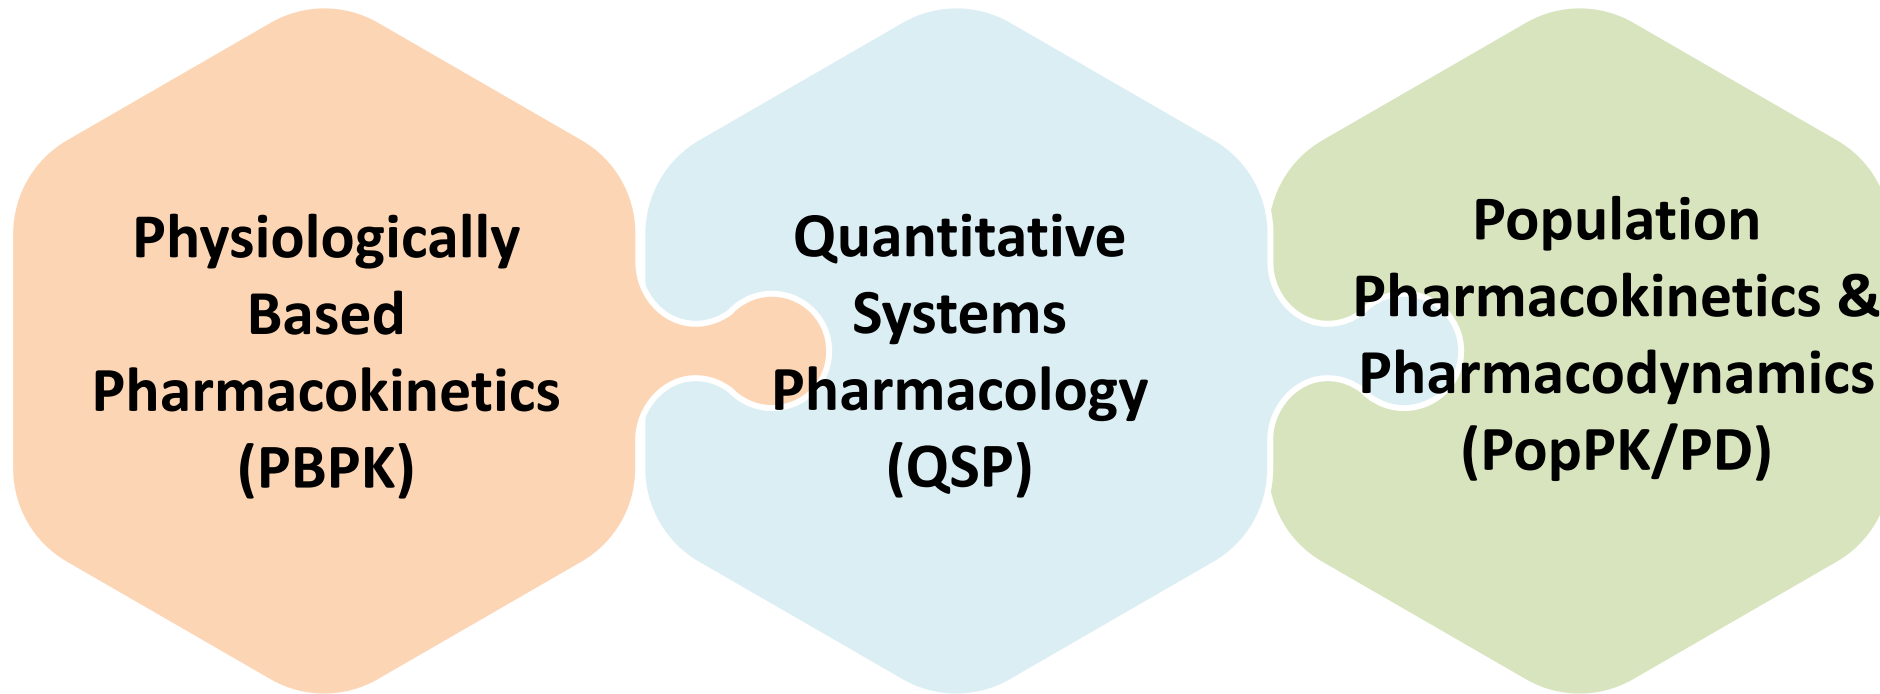 Physiologically
Based
Pharmacokinetics
(PBPK)
Quantitative
Systems
Pharmacology
(QSP)
Population
Pharmacokinetics &
Pharmacodynamics
(PopPK/PD)